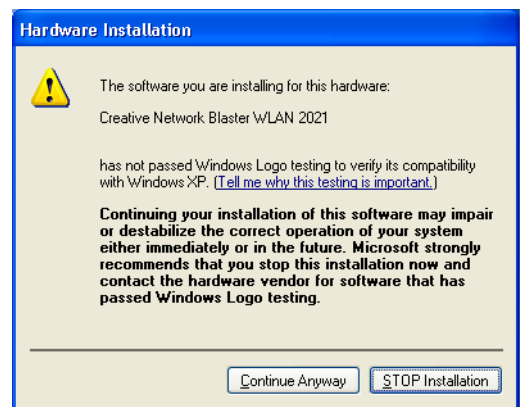 Hardware Installation
The software you are installing for this hardware:
Creative Network Blaster WLAN 2021
has not passed Windows Logo testing to verify its compatibility
with Windows XP. (Tell me why this testing is important.)
Continuing your installation of this software may impair
or destabilize the correct operation of your system
either immediately or in the future. Microsoft strongly
recommends that you stop this installation now and
contact the hardware vendor for software that has
passed Windows Logo testing.
Continue Anyway STOP Installation